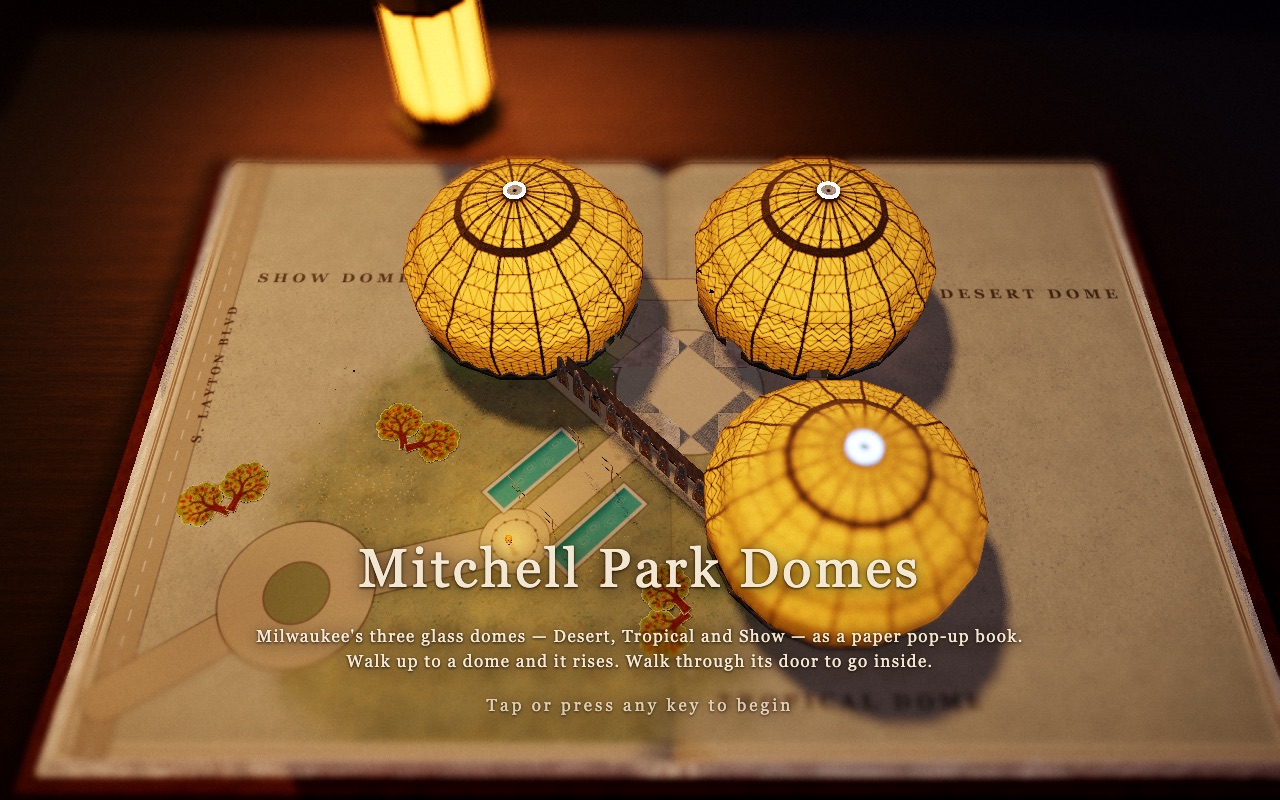 SHOW DOME
DESERT DOME
S. LAYTON BLVD
Mitchell Park Domes
Milwaukee's three glass domes — Desert, Tropical and Show — as a paper pop-up book.
Walk up to a dome and it rises. Walk through its door to go inside.
Tap or press any key to begin
TROPICAL DOME